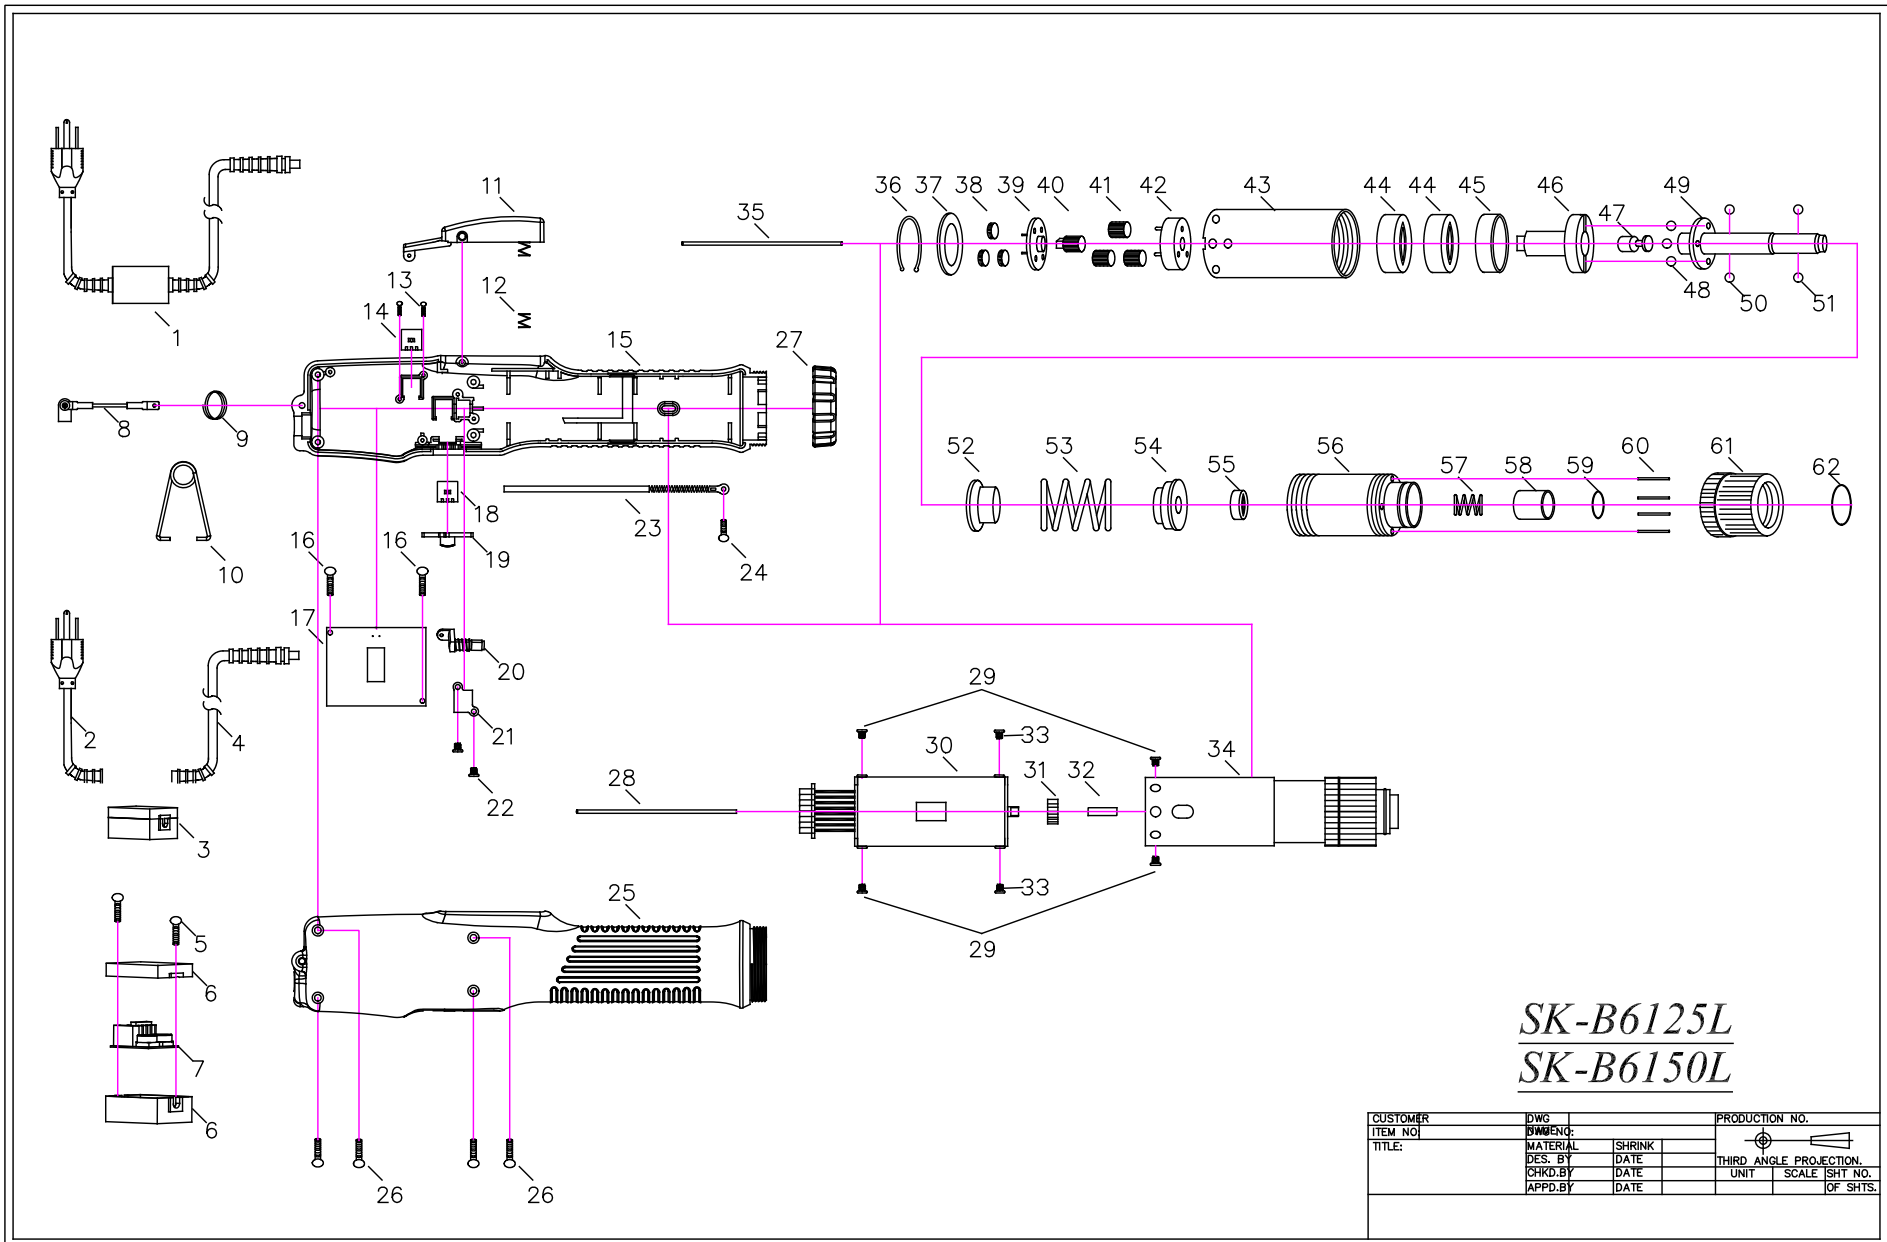 36 37 38 39 40 41 42 43 44 44 45 46 47 49
11
35
48 50 51
12
13
14
1
15
27
8
9
52 53 54 55 56 57 58 59 60 61 62
18
23
16 16 19
24
10
17
20
29
2 4
21
33
30
34
31 32
28
22
3
33
25
5
29
6
7
6
26 26
SK-B6125L
SK-B6150L
CUSTOMER DWG NAME: PRODUCTION NO.
ITEM NO: DWG NO:
TITLE: MATERIAL SHRINK
DES. BY DATE THIRD ANGLE PROJECTION.
CHKD.BY DATE UNIT SCALE SHT NO.
APPD.BY DATE OF SHTS.